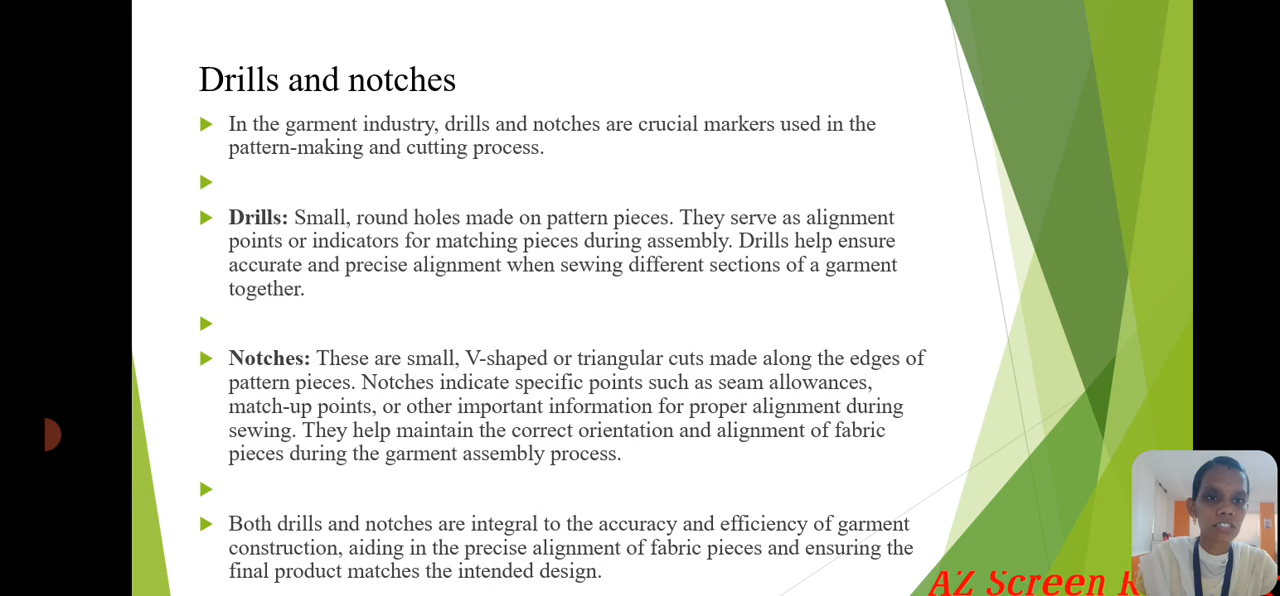 Drills and notches
In the garment industry, drills and notches are crucial markers used in the
pattern-making and cutting process.
Drills: Small, round holes made on pattern pieces. They serve as alignment
points or indicators for matching pieces during assembly. Drills help ensure
accurate and precise alignment when sewing different sections of a garment
together.
Notches: These are small, V-shaped or triangular cuts made along the edges of
pattern pieces. Notches indicate specific points such as seam allowances,
match-up points, or other important information for proper alignment during
sewing. They help maintain the correct orientation and alignment of fabric
pieces during the garment assembly process.
Both drills and notches are integral to the accuracy and efficiency of garment
construction, aiding in the precise alignment of fabric pieces and ensuring the
final product matches the intended design.
AZ Screen